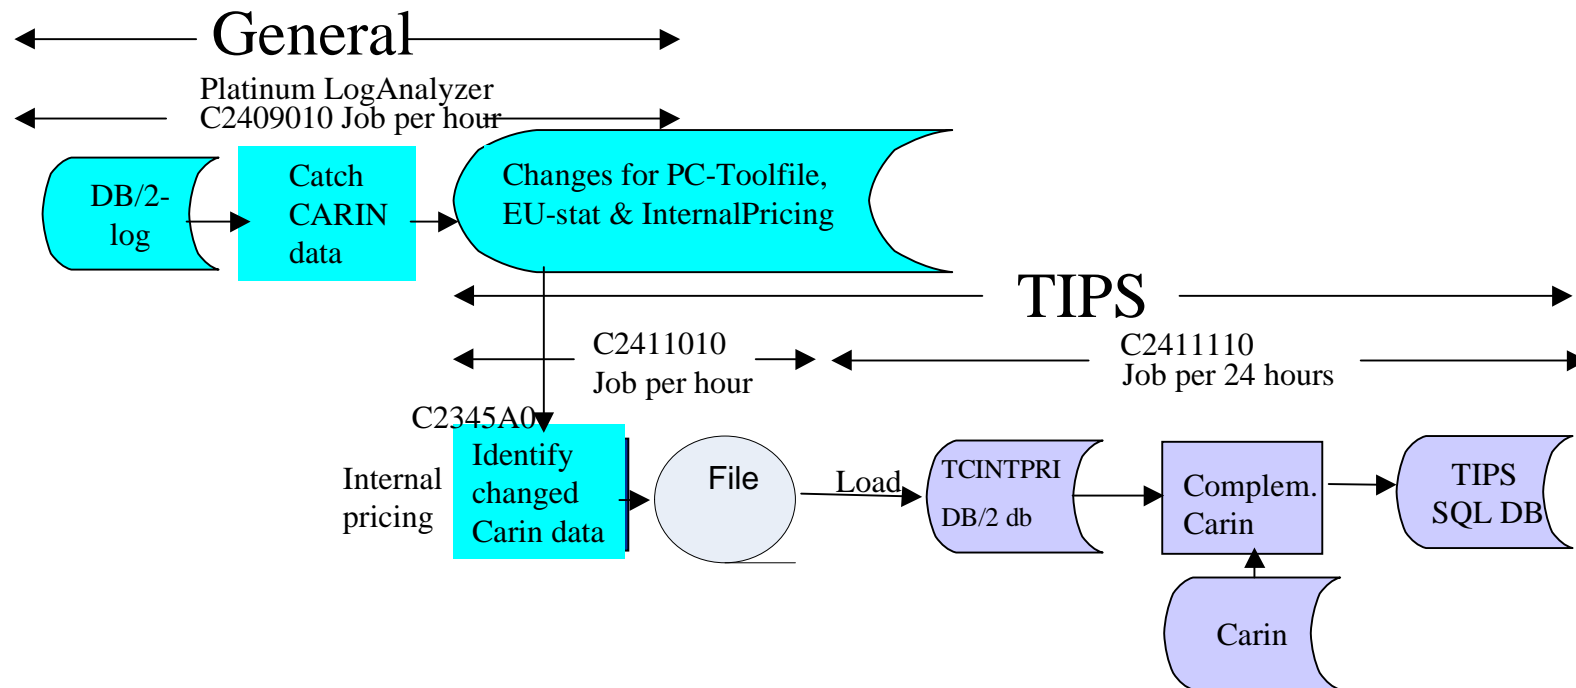 General
Platinum LogAnalyzer
C2409010 Job per hour
DB/2-
log
Catch
CARIN
data
Changes for PC-Toolfile,
EU-stat & InternalPricing
TIPS
C2411010
Job per hour
C2411110
Job per 24 hours
C2345A0
Internal
pricing
Identify
changed
Carin data
File
Load
TCINTPRI
DB/2 db
Complem.
Carin
TIPS
SQL DB
Carin